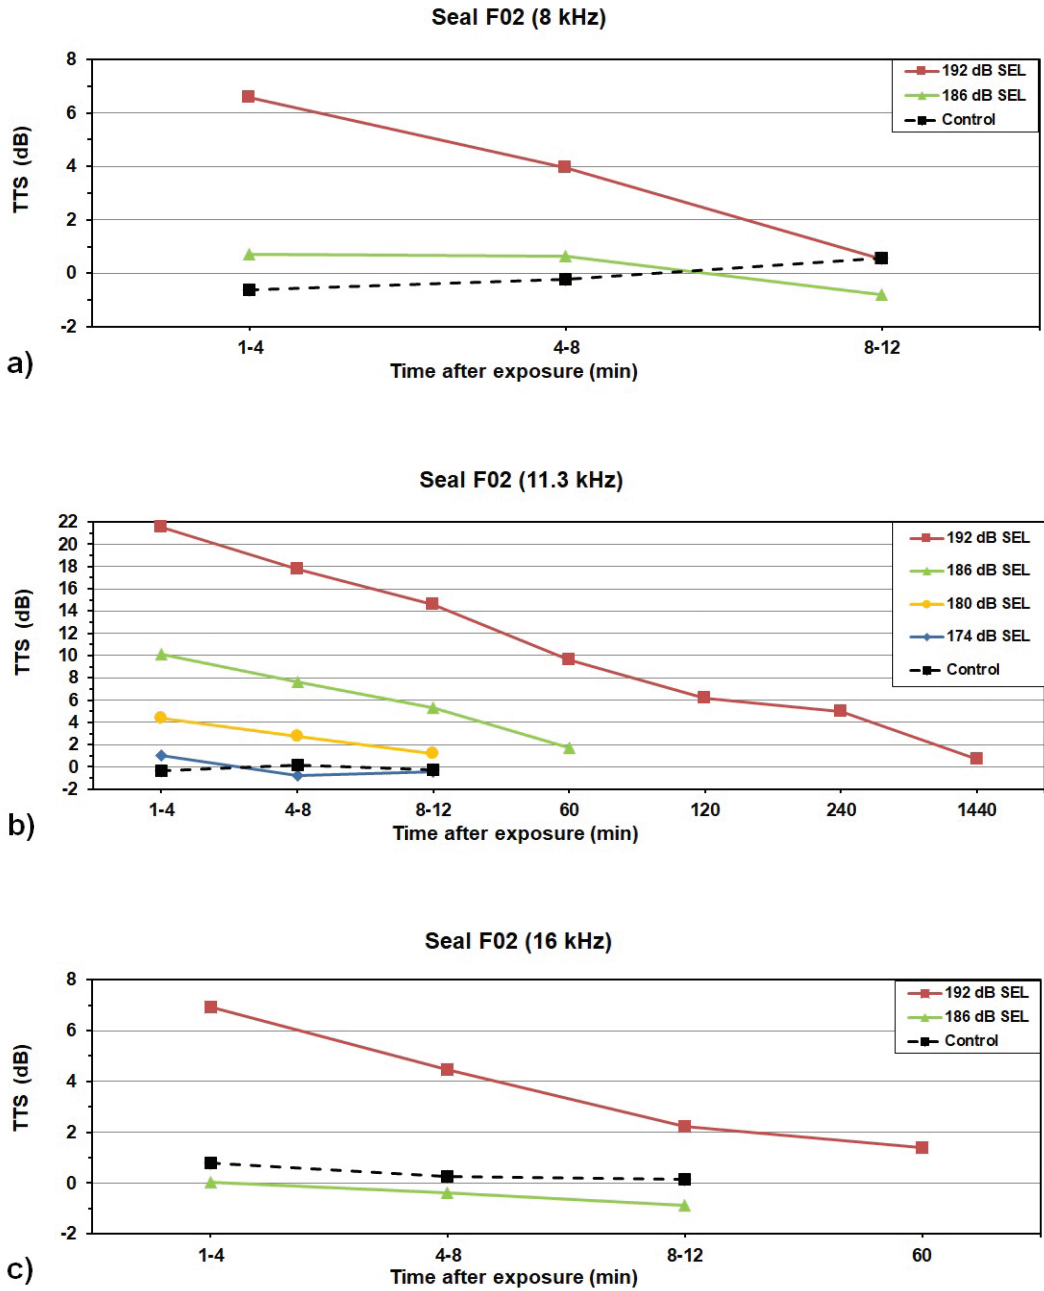 Seal F02 (8 kHz)
8
6
4
2
0
-2
TTS (dB)
192 dB SEL
186 dB SEL
Control
1-4 4-8 8-12
Time after exposure (min)
a)
Seal F02 (11.3 kHz)
22
20
18
16
14
12
10
8
6
4
2
0
-2
TTS (dB)
192 dB SEL
186 dB SEL
180 dB SEL
174 dB SEL
Control
1-4 4-8 8-12 60 120 240 1440
Time after exposure (min)
b)
Seal F02 (16 kHz)
8
6
4
2
0
-2
TTS (dB)
192 dB SEL
186 dB SEL
Control
1-4 4-8 8-12 60
Time after exposure (min)
c)